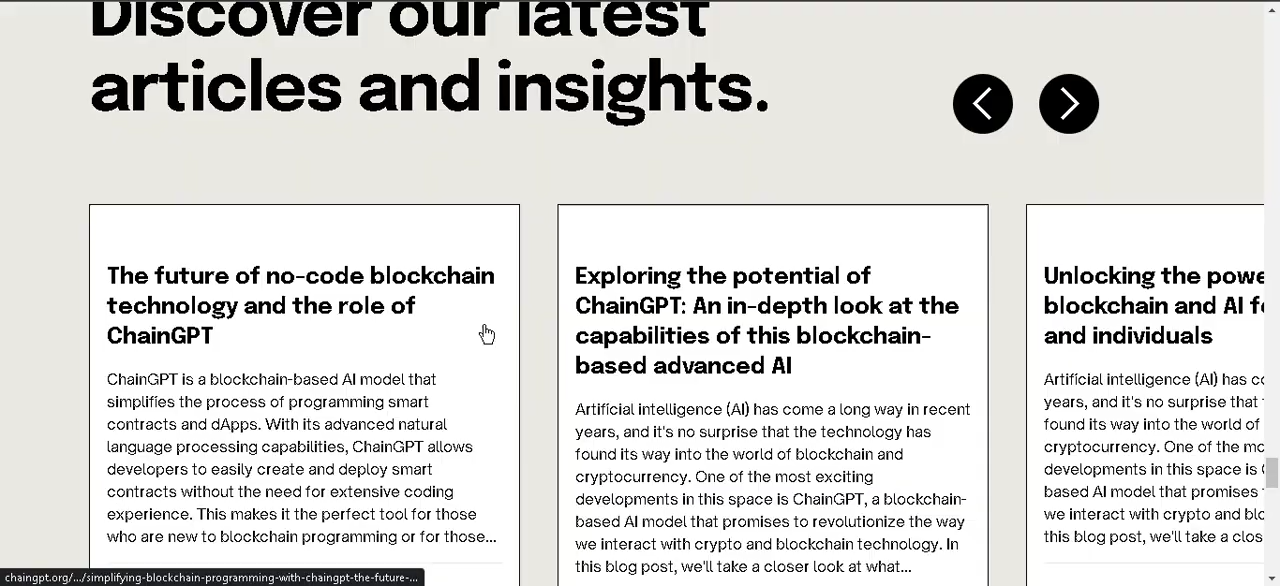 Discover our latest
articles and insights.
The future of no-code blockchain
technology and the role of
ChainGPT
ChainGPT is a blockchain-based AI model that
simplifies the process of programming smart
contracts and dApps. With its advanced natural
language processing capabilities, ChainGPT allows
developers to easily create and deploy smart
contracts without the need for extensive coding
experience. This makes it the perfect tool for those
who are new to blockchain programming or for those...
Exploring the potential of
ChainGPT: An in-depth look at the
capabilities of this blockchain-
based advanced AI
Artificial intelligence (AI) has come a long way in recent
years, and it's no surprise that the technology has
found its way into the world of blockchain and
cryptocurrency. One of the most exciting
developments in this space is ChainGPT, a blockchain-
based AI model that promises to revolutionize the way
we interact with crypto and blockchain technology. In
this blog post, we'll take a closer look at what...
Unlocking the powe
blockchain and AI f
and individuals
Artificial intelligence (AI) has c
years, and it's no surprise that
found its way into the world of
cryptocurrency. One of the mo
developments in this space is
based AI model that promises
we interact with crypto and blo
this blog post, we'll take a clos
chaingpt.org/.../simplifying-blockchain-programming-with-chaingpt-the-future-...